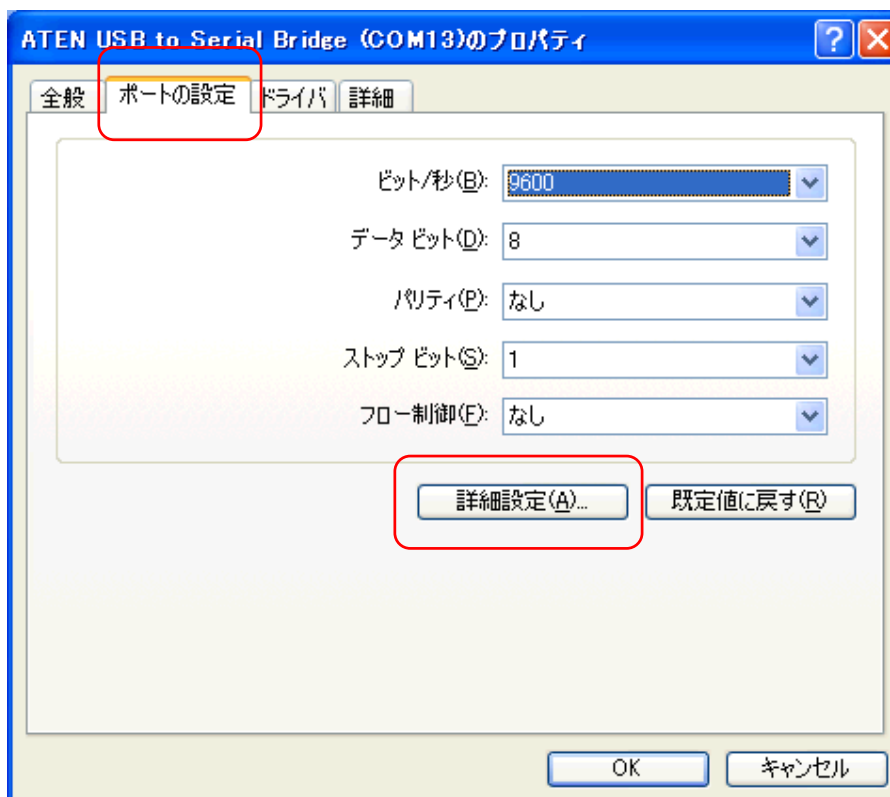 ATEN USB to Serial Bridge (COM13)のプロパティ
全般 ポートの設定 ドライバ 詳細
ビット/秒(B): 9600
データ ビット(D): 8
パリティ(P): なし
ストップ ビット(S): 1
フロー制御(F): なし
詳細設定(A)... 既定値に戻す(R)
OK キャンセル